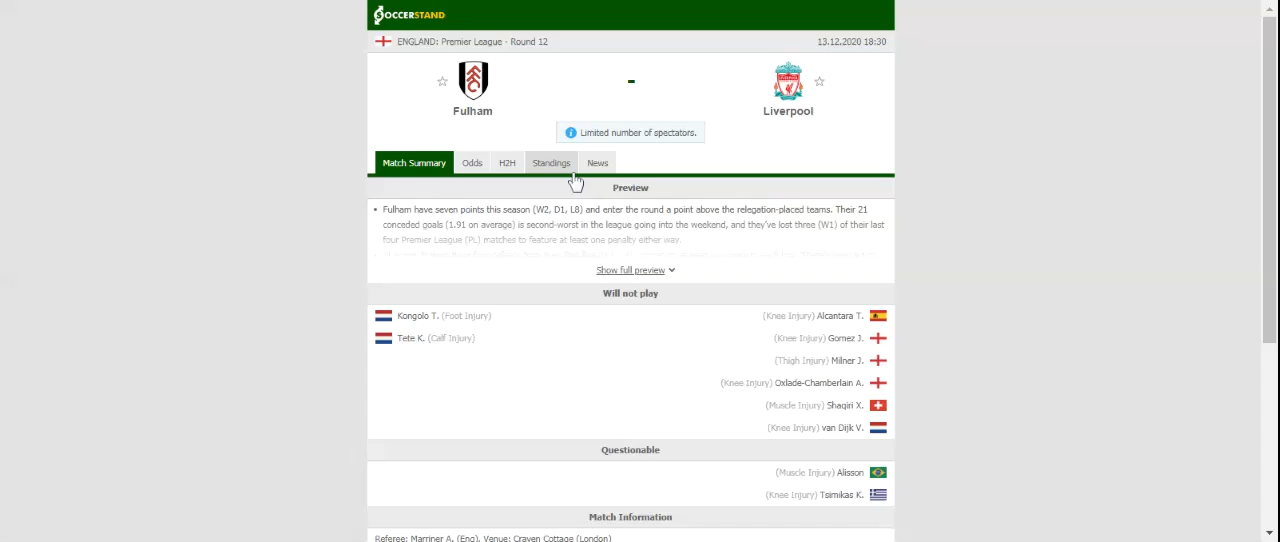 SOCCERSTAND
ENGLAND: Premier League - Round 12 13.12.2020 18:30
-
Fulham Liverpool
Limited number of spectators.
Match Summary Odds H2H Standings News
Preview
• Fulham have seven points this season (W2, D1, L8) and enter the round a point above the relegation-placed teams. Their 21
conceded goals (1.91 on average) is second-worst in the league going into the weekend, and they've lost three (W1) of their last
four Premier League (PL) matches to feature at least one penalty either way.
Show full preview
Will not play
Kongolo T. (Foot Injury) (Knee Injury) Alcantara T.
Tete K. (Calf Injury) (Knee Injury) Gomez J.
(Thigh Injury) Milner J.
(Knee Injury) Oxlade-Chamberlain A.
(Muscle Injury) Shaqiri X.
(Knee Injury) van Dijk V.
Questionable
(Muscle Injury) Alisson
(Knee Injury) Tsimikas K.
Match Information
Referee: Marriner A. (Eng), Venue: Craven Cottage (London)